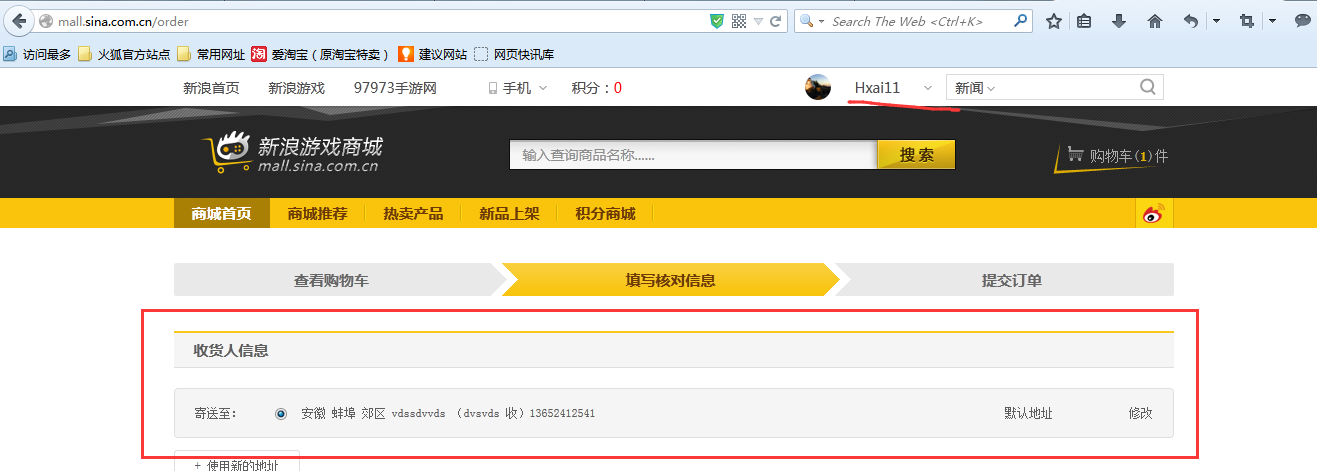 mall.sina.com.cn/order
Search The Web <Ctrl+K>
访问最多 火狐官方站点 常用网址 淘 爱淘宝（原淘宝特卖） 建议网站 网页快讯库
新浪首页 新浪游戏 97973手游网 手机 积分：0 Hxai11 新闻
新浪游戏商城
mall.sina.com.cn
输入查询商品名称...... 搜索 购物车(1)件
商城首页 商城推荐 热卖产品 新品上架 积分商城
查看购物车 填写核对信息 提交订单
收货人信息
寄送至： 安徽 蚌埠 郊区 vdssdvvds （dvsvds 收）13652412541 默认地址 修改
+ 使用新的地址